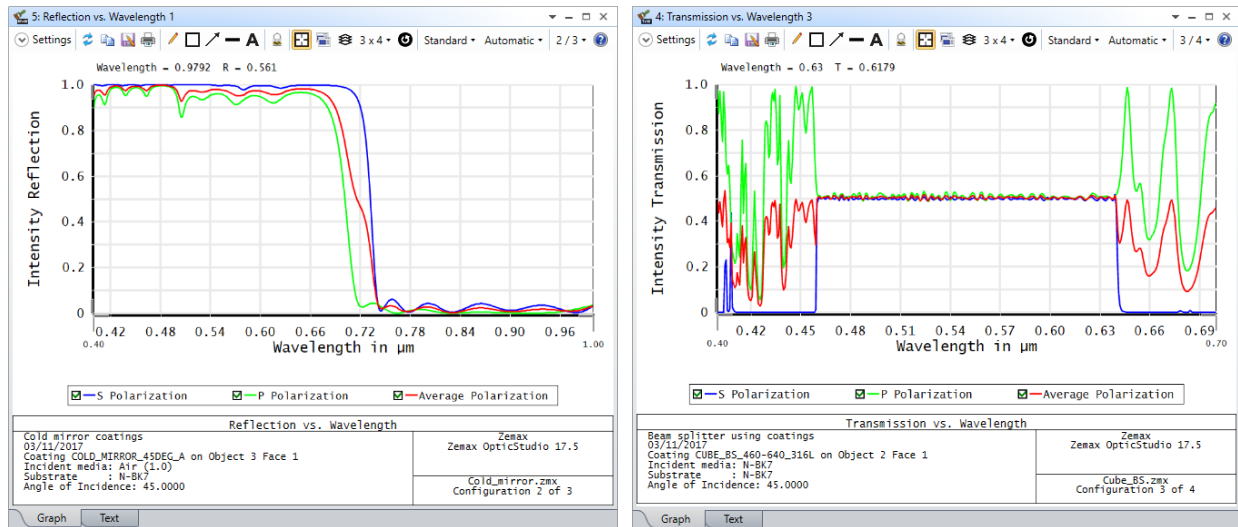 5: Reflection vs. Wavelength 1
Settings
A
3 x 4
Standard
Automatic
2 / 3
Wavelength = 0.9792 R = 0.561
Intensity Reflection
1.0
0.8
0.6
0.4
0.2
0
0.42 0.48 0.54 0.60 0.66 0.72 0.78 0.84 0.90 0.96
0.40 Wavelength in µm 1.00
S Polarization P Polarization Average Polarization
Reflection vs. Wavelength
Cold mirror coatings
03/11/2017
Coating COLD_MIRROR_45DEG_A on Object 3 Face 1
Incident media: Air (1.0)
Substrate : N-BK7
Angle of Incidence: 45.0000
Zemax
Zemax OpticStudio 17.5
Cold_mirror.zmx
Configuration 2 of 3
Graph Text
4: Transmission vs. Wavelength 3
Settings
A
3 x 4
Standard
Automatic
3 / 4
Wavelength = 0.63 T = 0.6179
Intensity Transmission
1.0
0.8
0.6
0.4
0.2
0
0.42 0.45 0.48 0.51 0.54 0.57 0.60 0.63 0.66 0.69
0.40 Wavelength in µm 0.70
S Polarization P Polarization Average Polarization
Transmission vs. Wavelength
Beam splitter using coatings
03/11/2017
Coating CUBE_BS_460-640_316L on Object 2 Face 1
Incident media: N-BK7
Substrate : N-BK7
Angle of Incidence: 45.0000
Zemax
Zemax OpticStudio 17.5
Cube_BS.zmx
Configuration 3 of 4
Graph Text